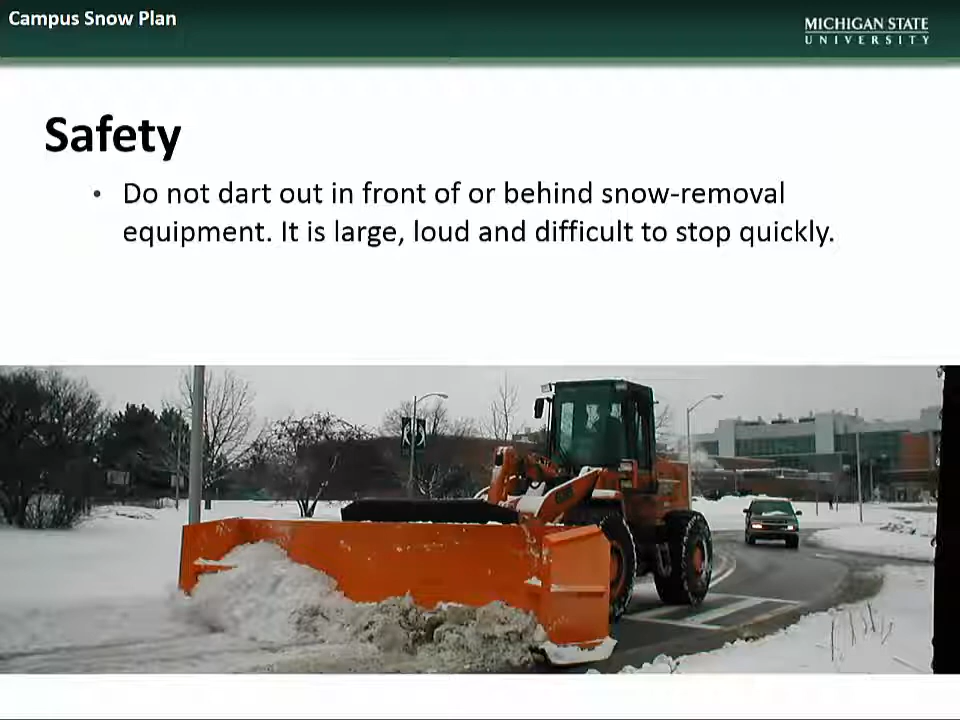 Campus Snow Plan
MICHIGAN STATE
UNIVERSITY
Safety
• Do not dart out in front of or behind snow-removal
equipment. It is large, loud and difficult to stop quickly.